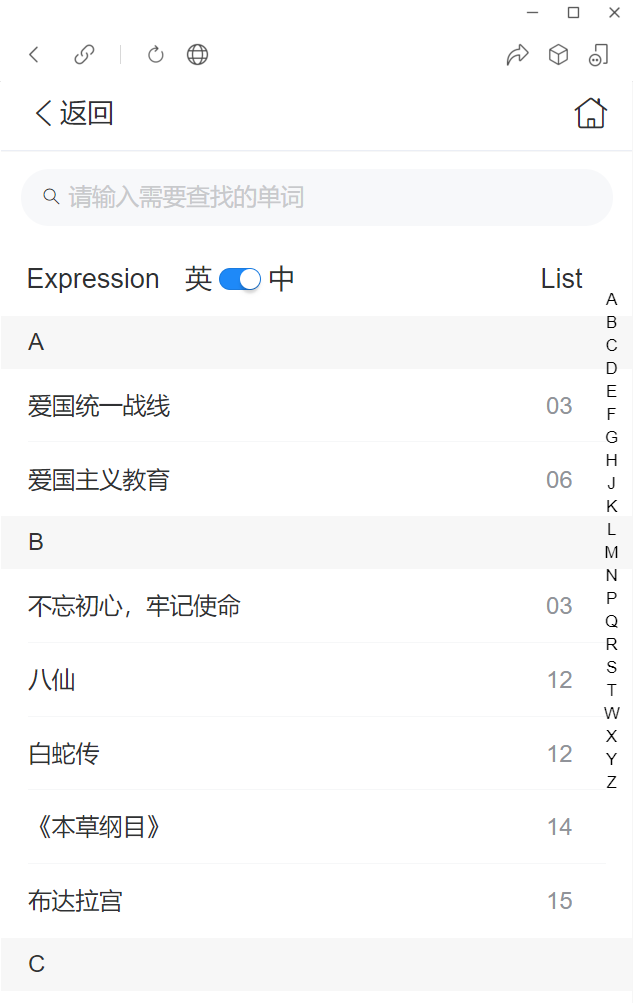 返回
请输入需要查找的单词
Expression 英 中 List
A
爱国统一战线 03
爱国主义教育 06
B
不忘初心，牢记使命 03
八仙 12
白蛇传 12
《本草纲目》 14
布达拉宫 15
C
A
B
C
D
E
F
G
H
J
K
L
M
N
P
Q
R
S
T
W
X
Y
Z